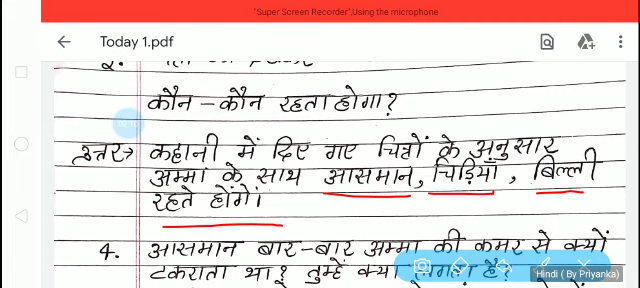 "Super Screen Recorder",Using the microphone
Today 1.pdf
कौन-कौन रहता होगा?
उत्तर→ कहानी में दिए गए चित्रों के अनुसार
अम्मा के साथ आसमान, चिड़ियाँ, बिल्ली
रहते होंगें।
4. आसमान बार-बार अम्मा की कमर से क्यों
टकराता था? तुम्हें क्या लगता है?
Hindi ( By Priyanka)